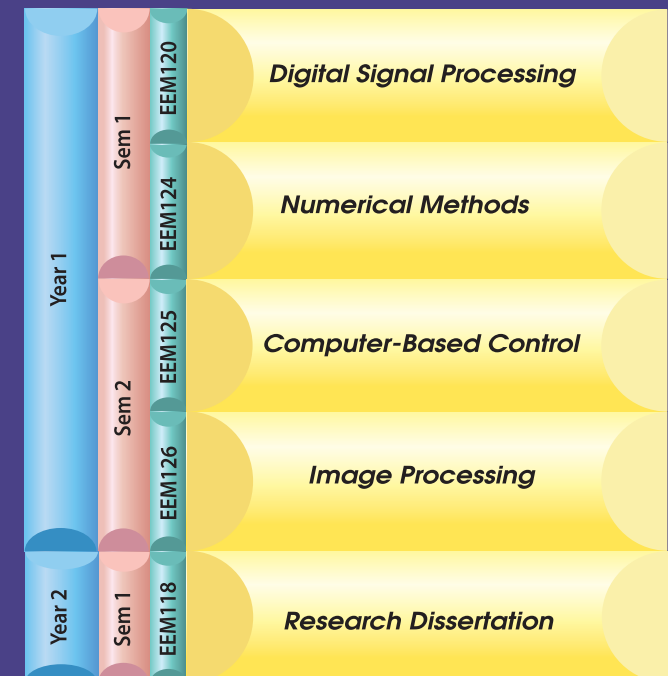 Year 1
Sem 1
EEM120
Digital Signal Processing
EEM124
Numerical Methods
Sem 2
EEM125
Computer-Based Control
EEM126
Image Processing
Year 2
Sem 1
EEM118
Research Dissertation